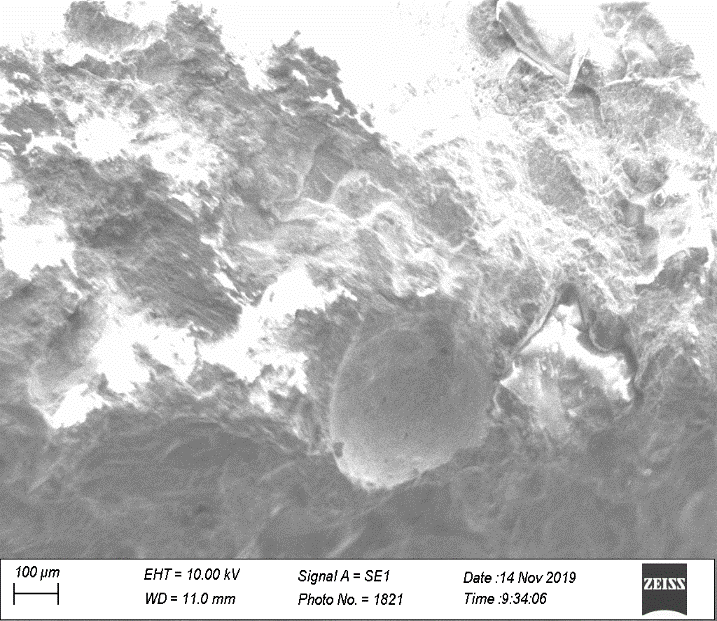 100 µm
EHT = 10.00 kV
Signal A = SE1
Date :14 Nov 2019
WD = 11.0 mm
Photo No. = 1821
Time :9:34:06
ZEISS